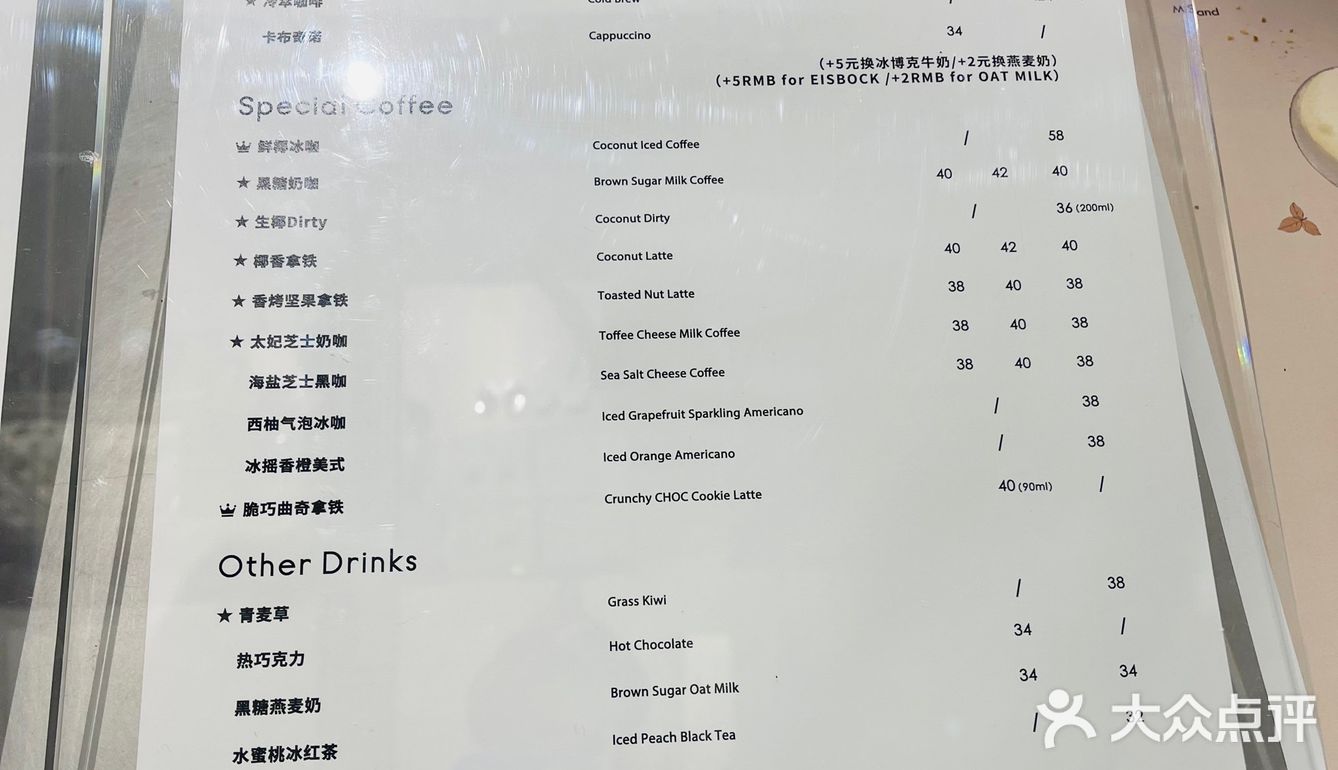 ★ 冷萃咖啡 Cold Brew /
卡布奇诺 Cappuccino 34 /
(+5元换冰博克牛奶/+2元换燕麦奶)
(+5RMB for EISBOCK /+2RMB for OAT MILK)
Special Coffee
鲜椰冰咖 Coconut Iced Coffee / 58
★ 黑糖奶咖 Brown Sugar Milk Coffee 40 42 40
★ 生椰Dirty Coconut Dirty / 36 (200ml)
★ 椰香拿铁 Coconut Latte 40 42 40
★ 香烤坚果拿铁 Toasted Nut Latte 38 40 38
★ 太妃芝士奶咖 Toffee Cheese Milk Coffee 38 40 38
海盐芝士黑咖 Sea Salt Cheese Coffee 38 40 38
西柚气泡冰咖 Iced Grapefruit Sparkling Americano / 38
冰摇香橙美式 Iced Orange Americano / 38
脆巧曲奇拿铁 Crunchy CHOC Cookie Latte 40 (90ml) /
Other Drinks
★ 青麦草 Grass Kiwi / 38
热巧克力 Hot Chocolate 34 /
黑糖燕麦奶 Brown Sugar Oat Milk 34 34
水蜜桃冰红茶 Iced Peach Black Tea / 32
大众点评